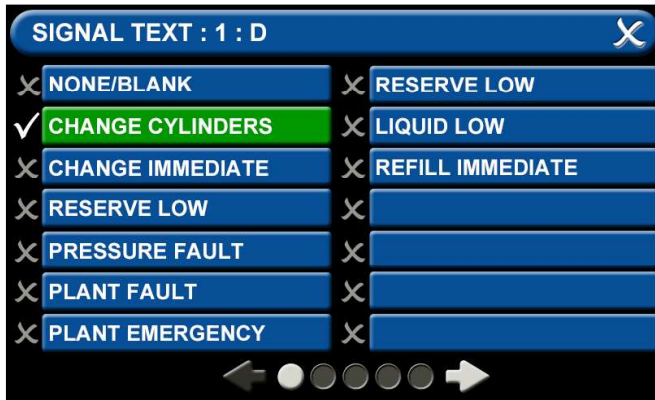 SIGNAL TEXT : 1 : D
NONE/BLANK
CHANGE CYLINDERS
CHANGE IMMEDIATE
RESERVE LOW
PRESSURE FAULT
PLANT FAULT
PLANT EMERGENCY
RESERVE LOW
LIQUID LOW
REFILL IMMEDIATE